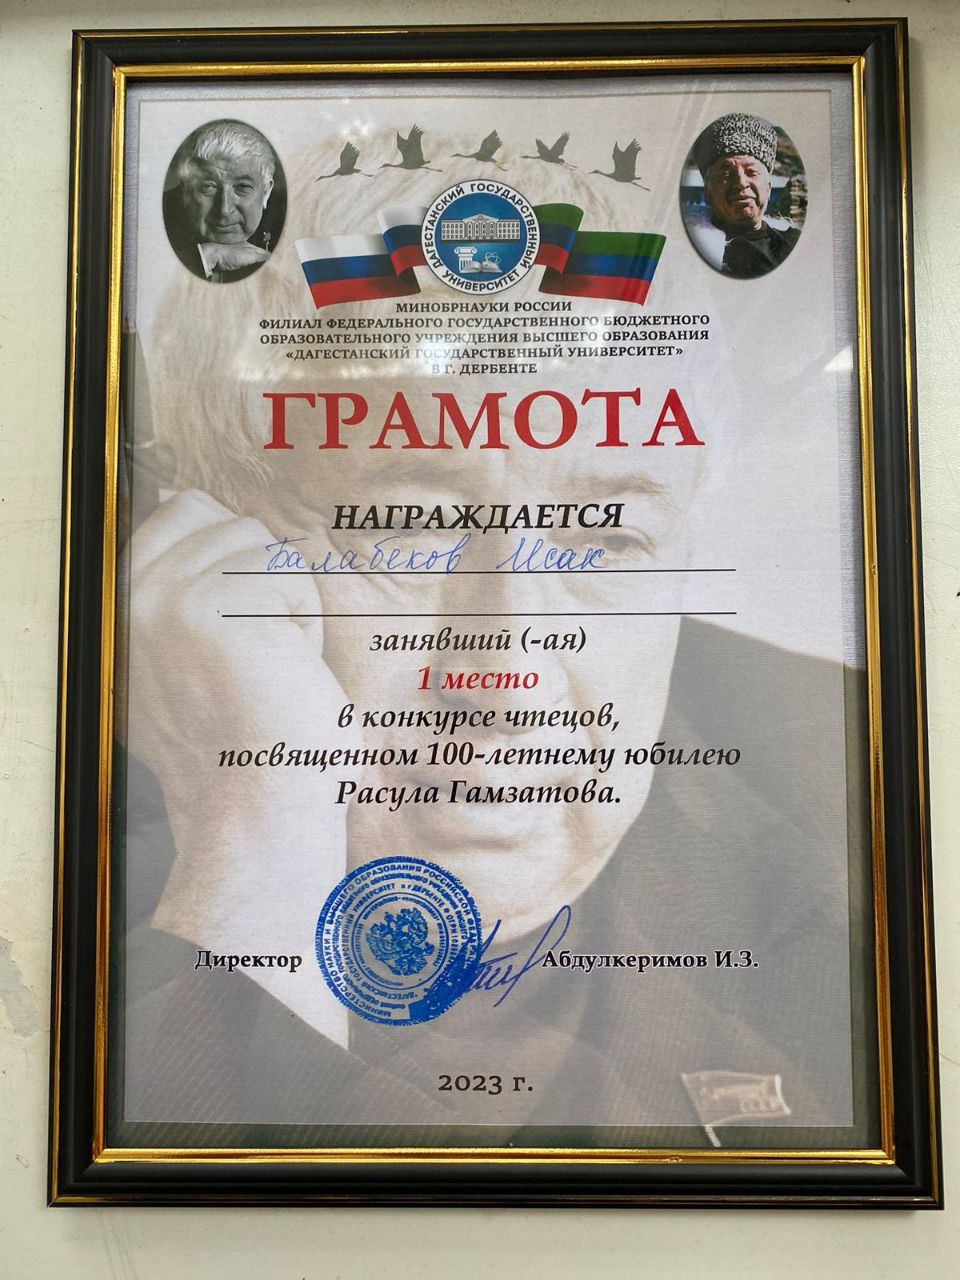 ДАГЕСТАНСКИЙ ГОСУДАРСТВЕННЫЙ УНИВЕРСИТЕТ
МИНОБРНАУКИ РОССИИ
ФИЛИАЛ ФЕДЕРАЛЬНОГО ГОСУДАРСТВЕННОГО БЮДЖЕТНОГО
ОБРАЗОВАТЕЛЬНОГО УЧРЕЖДЕНИЯ ВЫСШЕГО ОБРАЗОВАНИЯ
«ДАГЕСТАНСКИЙ ГОСУДАРСТВЕННЫЙ УНИВЕРСИТЕТ»
В Г. ДЕРБЕНТЕ
ГРАМОТА
НАГРАЖДАЕТСЯ
Балабеков Исак
занявший (-ая)
1 место
в конкурсе чтецов,
посвященном 100-летнему юбилею
Расула Гамзатова.
Директор
Абдулкеримов И.З.
2023 г.